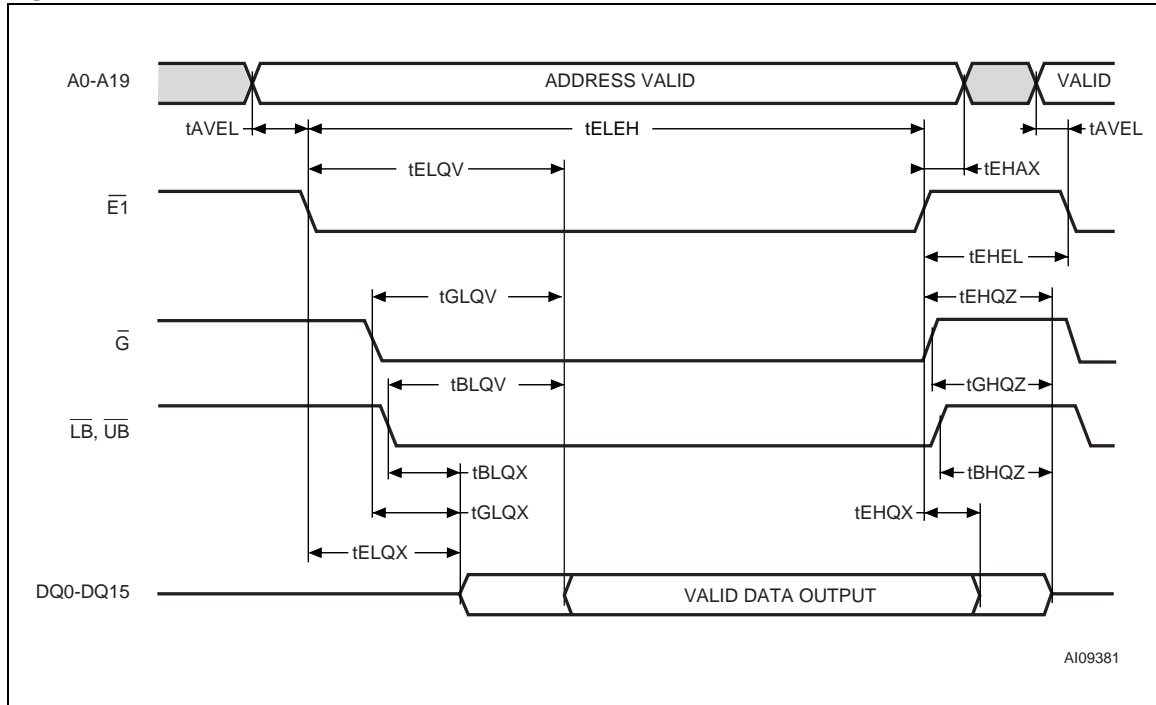 A0-A19
ADDRESS VALID
VALID
tAVEL
tELEH
tAVEL
tELQV
tEHAX
E1
tEHEL
tGLQV
tEHQZ
G
tBLQV
tGHQZ
LB, UB
tBLQX
tBHQZ
tGLQX
tEHQX
tELQX
DQ0-DQ15
VALID DATA OUTPUT
AI09381